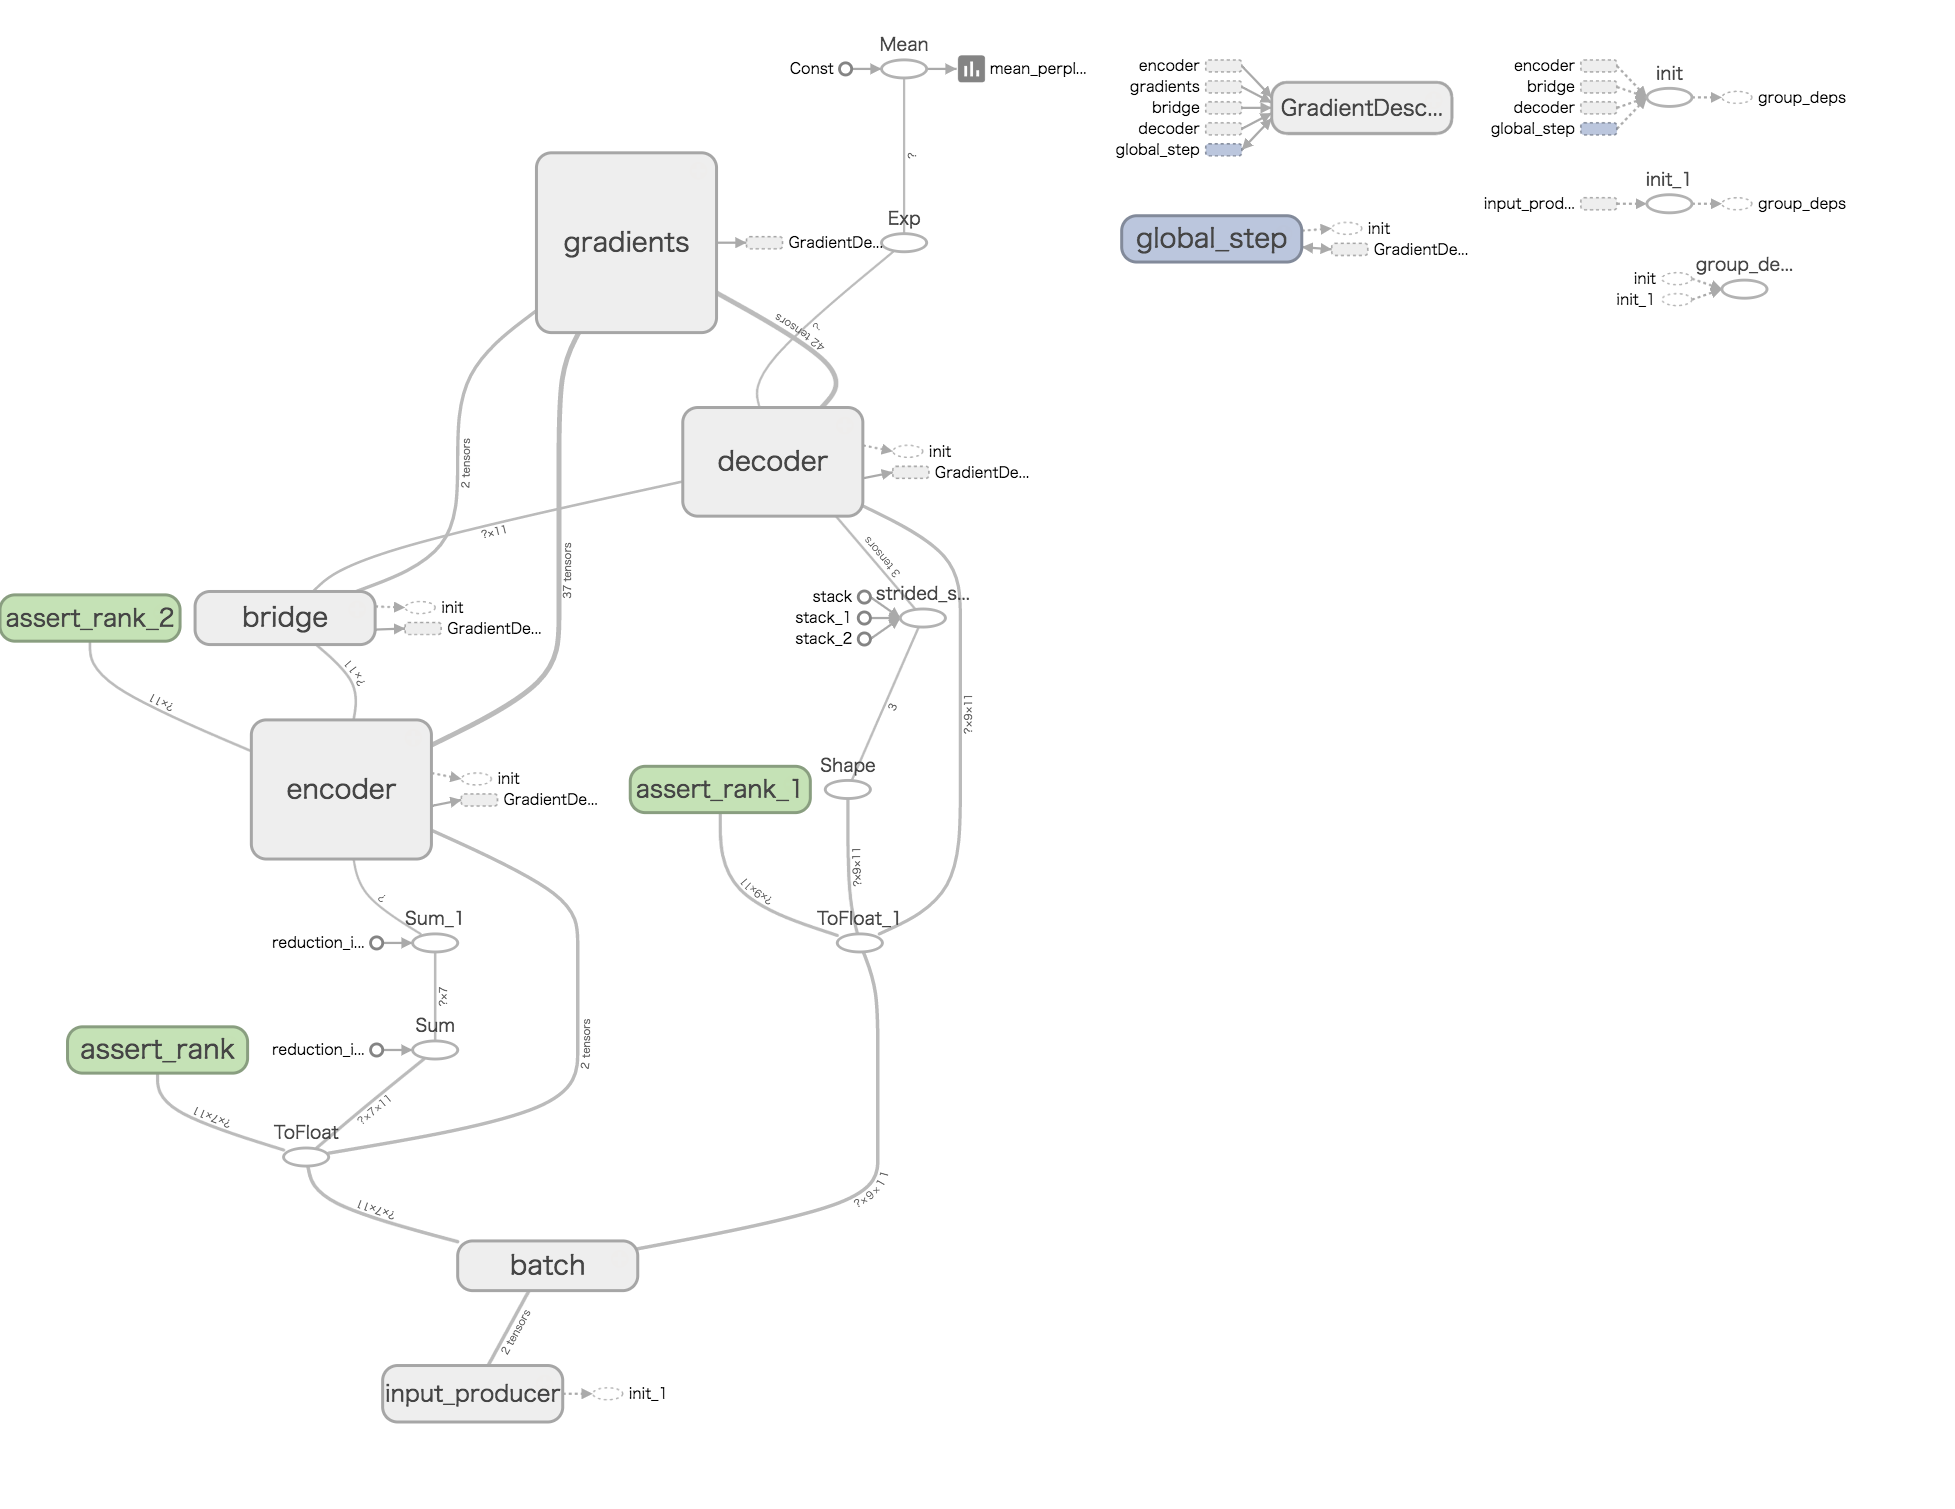 Mean
Const
mean_perpl...
?
gradients
GradientDe...
Exp
?
42 tensors
2 tensors
decoder
init
GradientDe...
?×11
37 tensors
3 tensors
assert_rank_2
bridge
init
GradientDe...
stack
stack_1
stack_2
strided_s...
?×11
?×11
3
?×9×11
encoder
init
GradientDe...
assert_rank_1
Shape
?×9×11
?×9×11
?
Sum_1
reduction_i...
ToFloat_1
?×7
Sum
reduction_i...
assert_rank
2 tensors
?×7×11
?×7×11
ToFloat
?×7×11
?×9×11
batch
2 tensors
input_producer
init_1
encoder
gradients
bridge
decoder
global_step
GradientDesc...
global_step
init
GradientDe...
encoder
bridge
decoder
global_step
init
group_deps
init_1
input_prod...
group_deps
group_de...
init
init_1